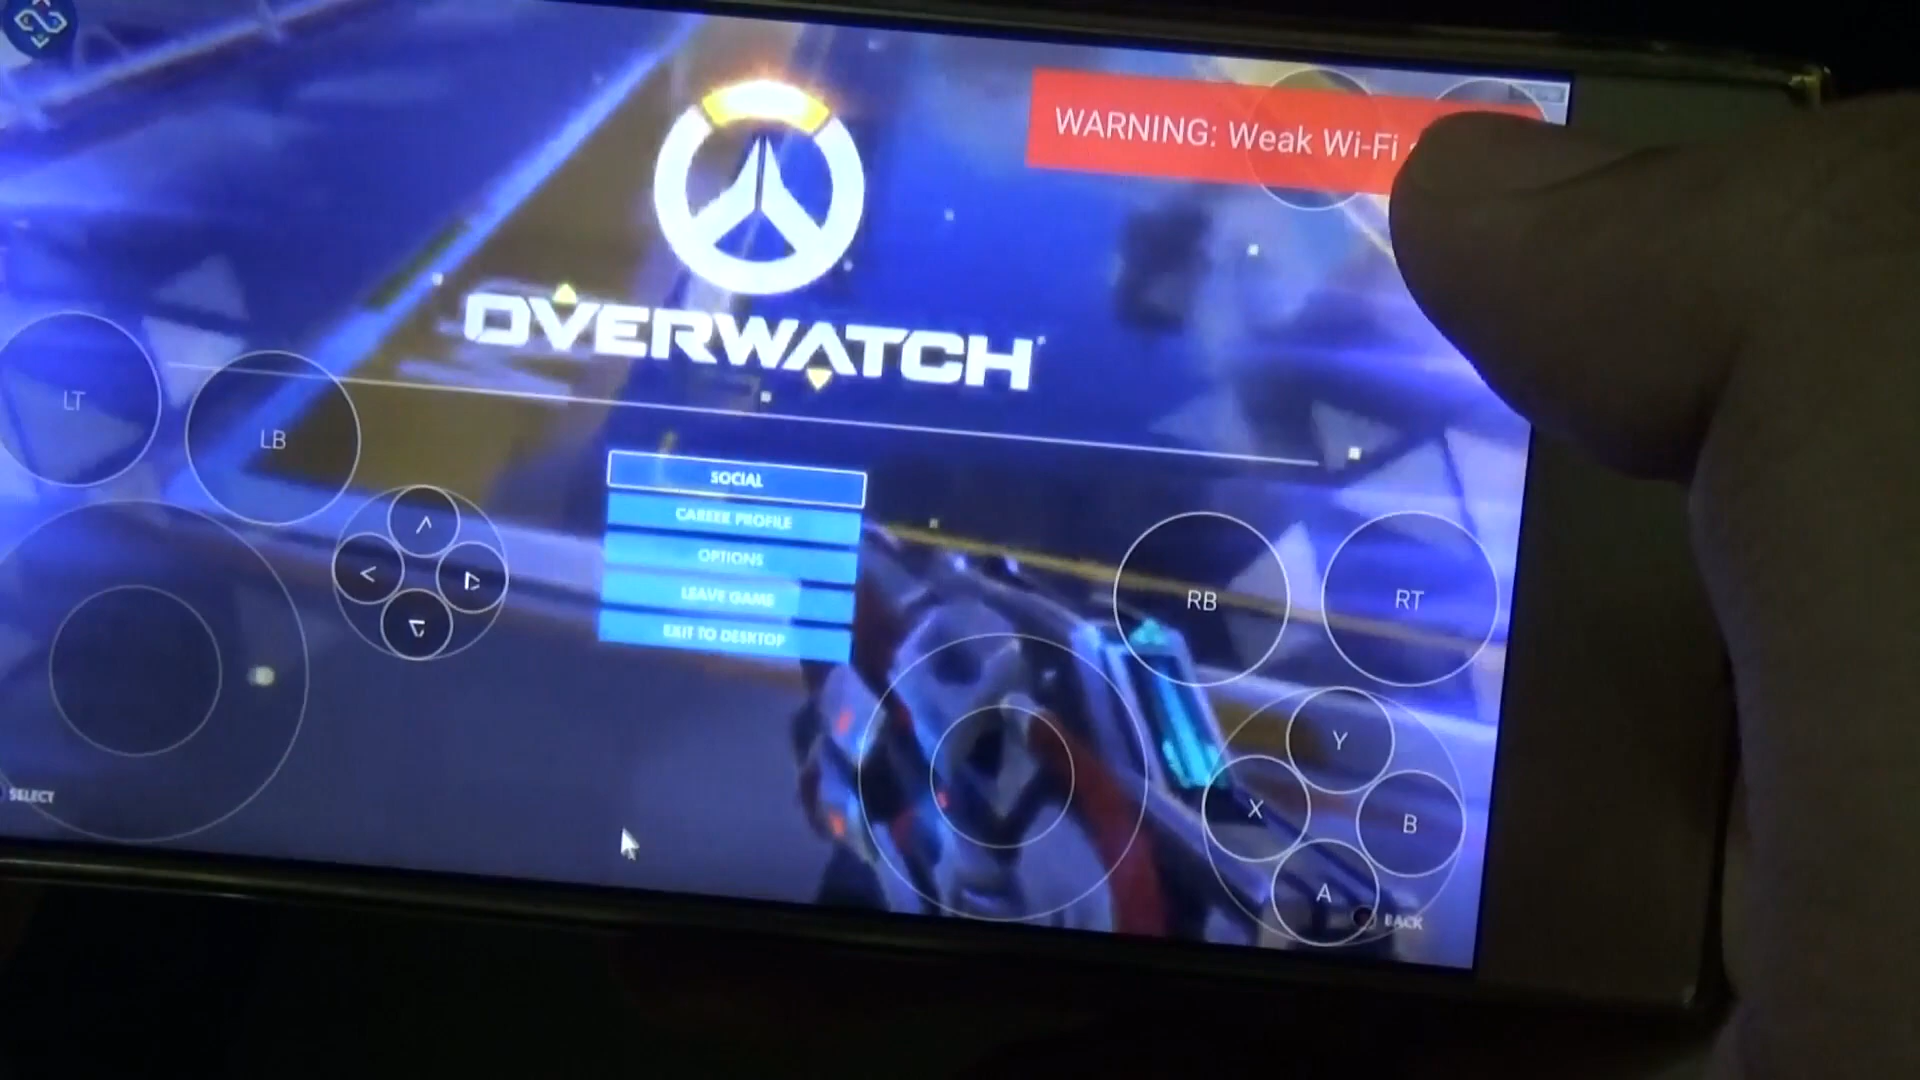 WARNING: Weak Wi-Fi
OVERWATCH
LT
LB
SOCIAL
CAREER PROFILE
OPTIONS
LEAVE GAME
EXIT TO DESKTOP
RB
RT
Y
X
B
A
SELECT
BACK